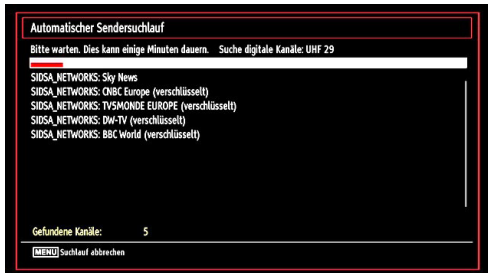 Automatischer Sendersuchlauf
Bitte warten. Dies kann einige Minuten dauern. Suche digitale Kanäle: UHF 29
SIDSA_NETWORKS: Sky News
SIDSA_NETWORKS: CNBC Europe (verschlüsselt)
SIDSA_NETWORKS: TV5MONDE EUROPE (verschlüsselt)
SIDSA_NETWORKS: DW-TV (verschlüsselt)
SIDSA_NETWORKS: BBC World (verschlüsselt)
Gefundene Kanäle: 5
MENU Suchlauf abbrechen